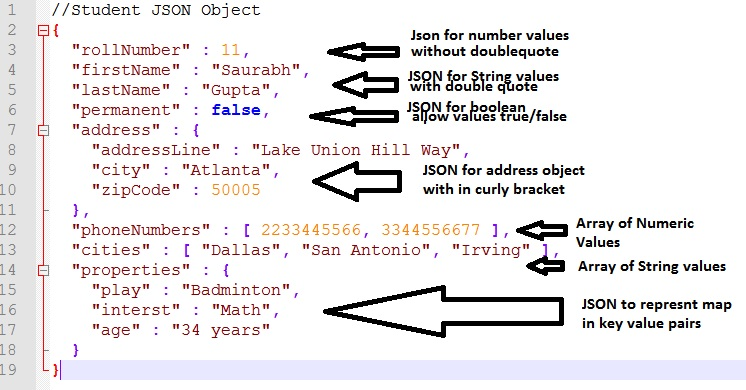 1 //Student JSON Object
2 {
3 "rollNumber" : 11,
4 "firstName" : "Saurabh",
5 "lastName" : "Gupta",
6 "permanent" : false,
7 "address" : {
8 "addressLine" : "Lake Union Hill Way",
9 "city" : "Atlanta",
10 "zipCode" : 50005
11 },
12 "phoneNumbers" : [ 2233445566, 3344556677 ],
13 "cities" : [ "Dallas", "San Antonio", "Irving" ],
14 "properties" : {
15 "play" : "Badminton",
16 "interst" : "Math",
17 "age" : "34 years"
18 }
19 }
Json for number values
without doublequote
JSON for String values
with double quote
JSON for boolean
allow values true/false
JSON for address object
with in curly bracket
Array of Numeric
Values
Array of String values
JSON to represnt map
in key value pairs